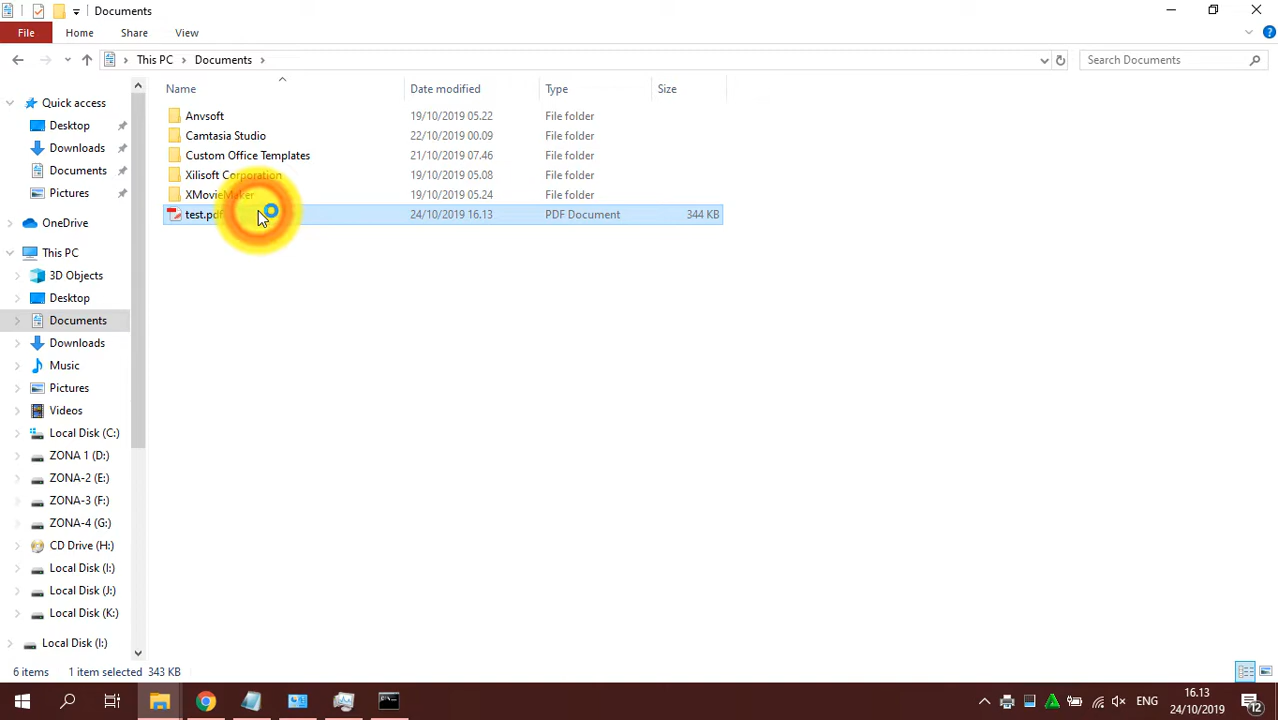 Documents
File Home Share View
This PC Documents Search Documents
Name Date modified Type Size
Quick access
Desktop
Downloads
Documents
Pictures
OneDrive
This PC
3D Objects
Desktop
Documents
Downloads
Music
Pictures
Videos
Local Disk (C:)
ZONA 1 (D:)
ZONA-2 (E:)
ZONA-3 (F:)
ZONA-4 (G:)
CD Drive (H:)
Local Disk (I:)
Local Disk (J:)
Local Disk (K:)
Local Disk (I:)
Anvsoft 19/10/2019 05.22 File folder
Camtasia Studio 22/10/2019 00.09 File folder
Custom Office Templates 21/10/2019 07.46 File folder
Xilisoft Corporation 19/10/2019 05.08 File folder
XMovieMaker 19/10/2019 05.24 File folder
test.pdf 24/10/2019 16.13 PDF Document 344 KB
6 items 1 item selected 343 KB
ENG
16.13
24/10/2019
12